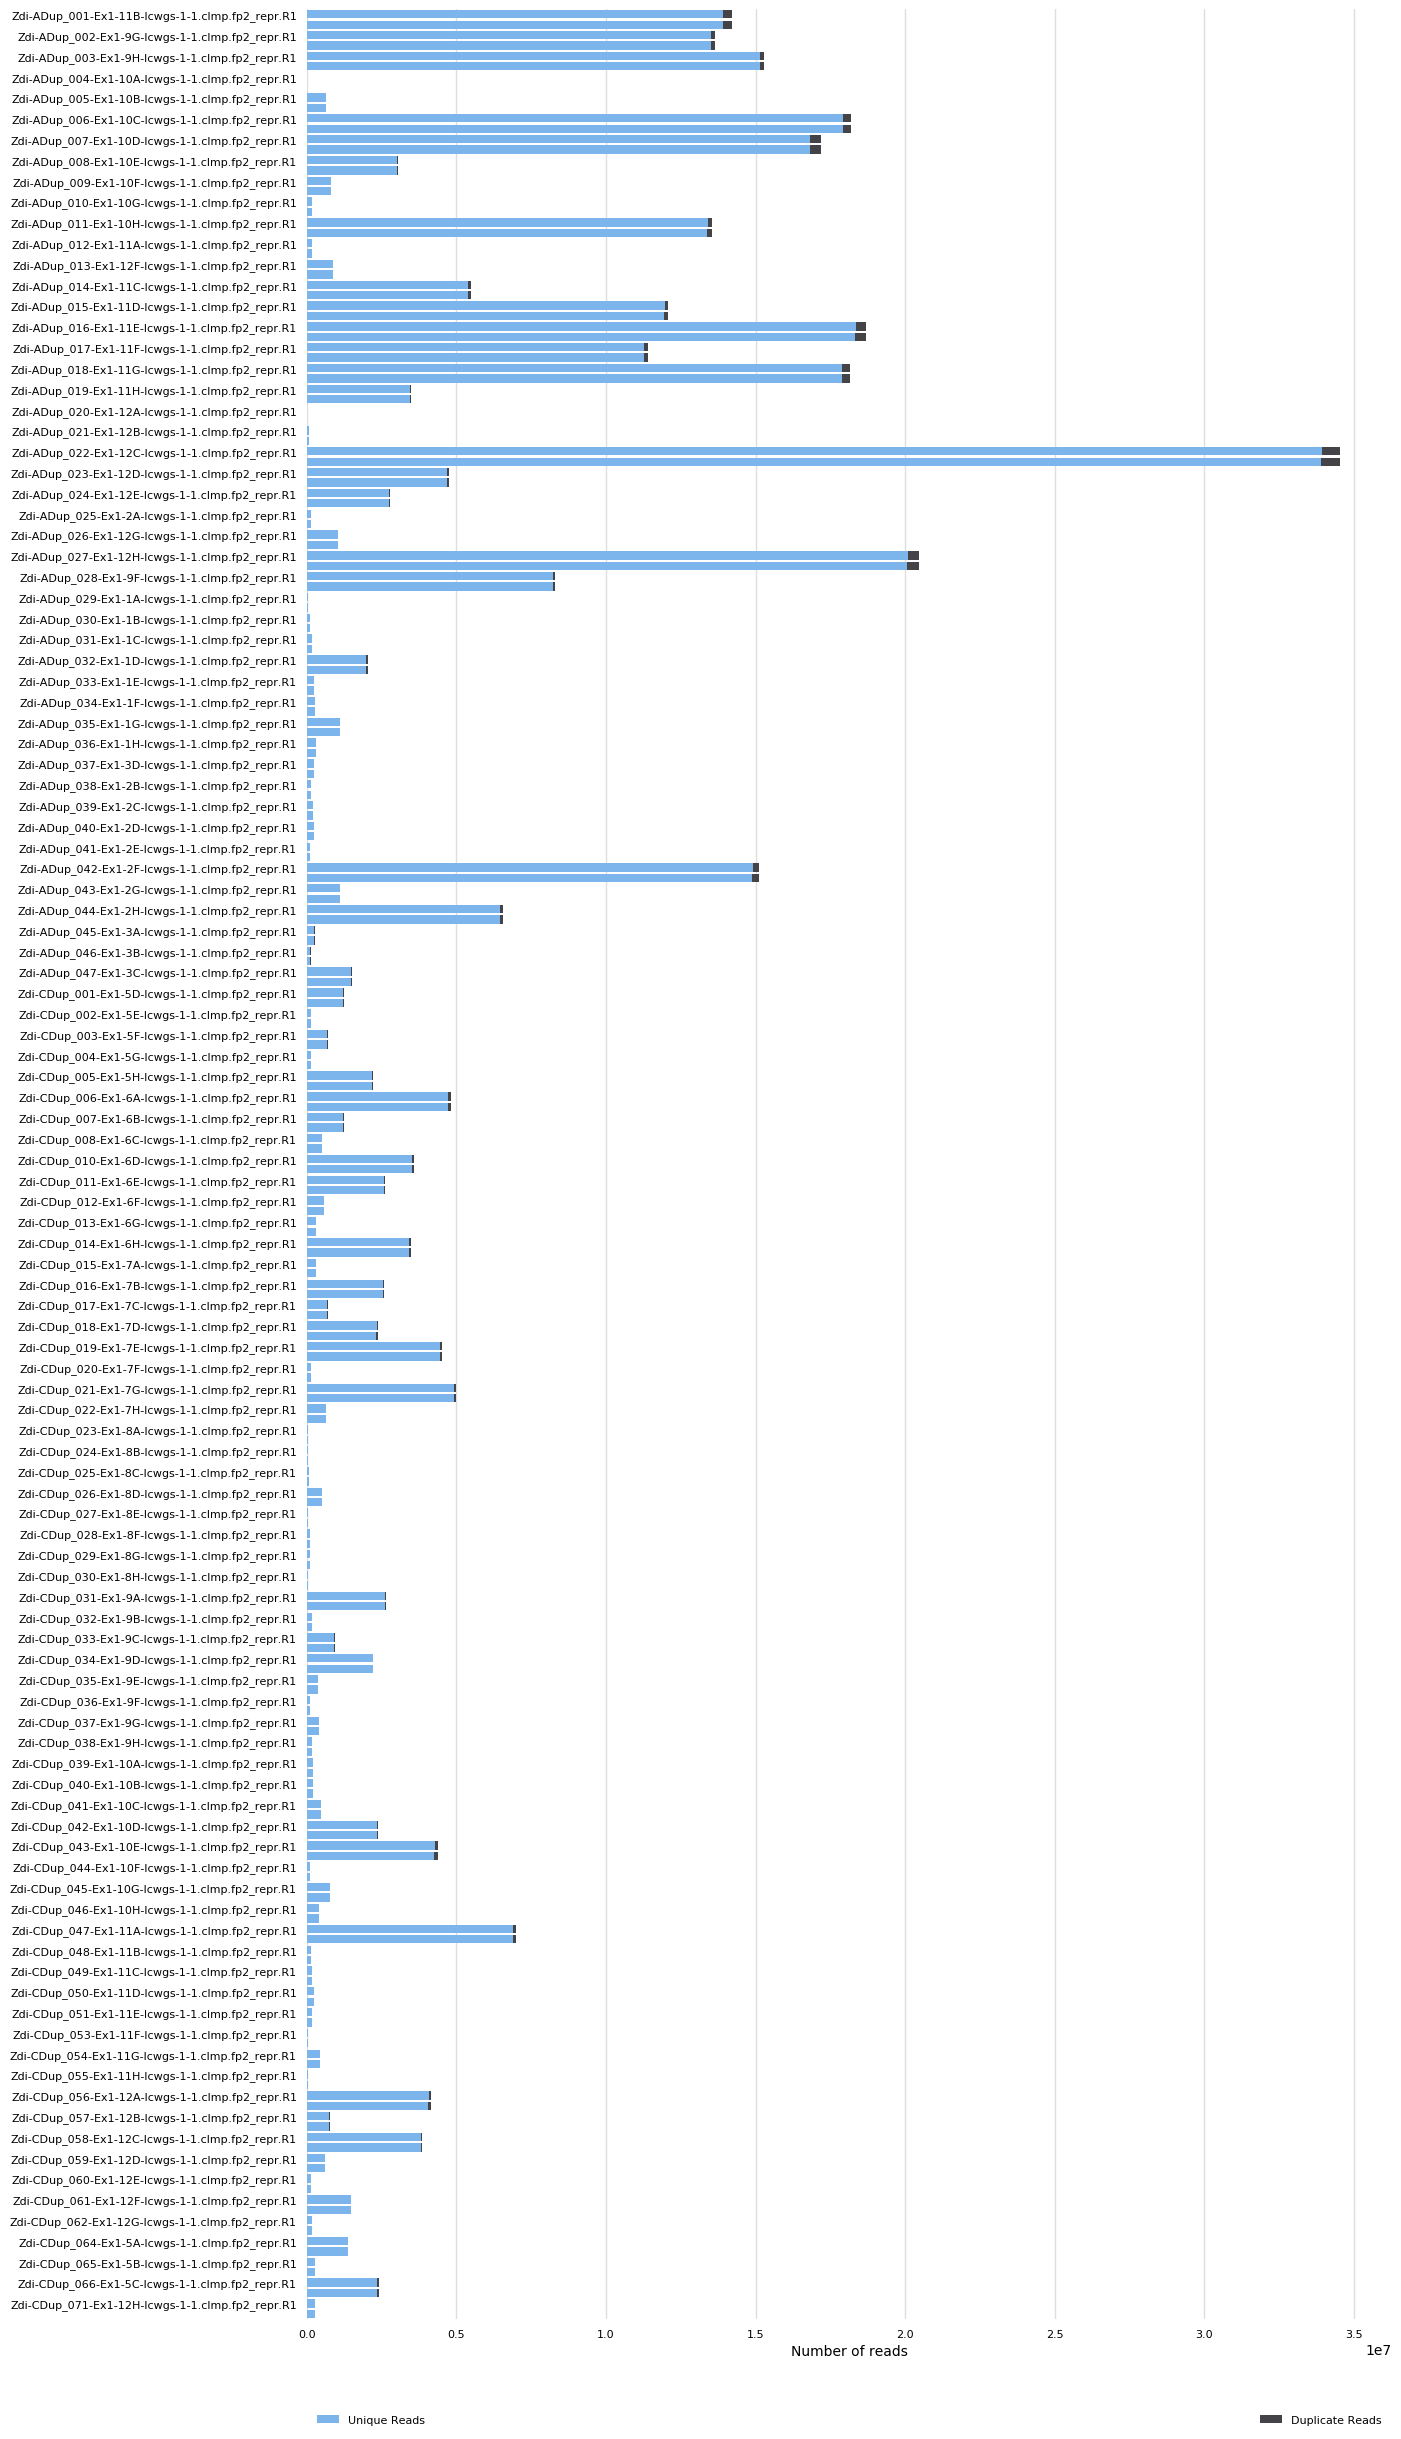 Zdi-ADup_001-Ex1-11B-lcwgs-1-1.clmp.fp2_repr.R1
Zdi-ADup_002-Ex1-9G-lcwgs-1-1.clmp.fp2_repr.R1
Zdi-ADup_003-Ex1-9H-lcwgs-1-1.clmp.fp2_repr.R1
Zdi-ADup_004-Ex1-10A-lcwgs-1-1.clmp.fp2_repr.R1
Zdi-ADup_005-Ex1-10B-lcwgs-1-1.clmp.fp2_repr.R1
Zdi-ADup_006-Ex1-10C-lcwgs-1-1.clmp.fp2_repr.R1
Zdi-ADup_007-Ex1-10D-lcwgs-1-1.clmp.fp2_repr.R1
Zdi-ADup_008-Ex1-10E-lcwgs-1-1.clmp.fp2_repr.R1
Zdi-ADup_009-Ex1-10F-lcwgs-1-1.clmp.fp2_repr.R1
Zdi-ADup_010-Ex1-10G-lcwgs-1-1.clmp.fp2_repr.R1
Zdi-ADup_011-Ex1-10H-lcwgs-1-1.clmp.fp2_repr.R1
Zdi-ADup_012-Ex1-11A-lcwgs-1-1.clmp.fp2_repr.R1
Zdi-ADup_013-Ex1-12F-lcwgs-1-1.clmp.fp2_repr.R1
Zdi-ADup_014-Ex1-11C-lcwgs-1-1.clmp.fp2_repr.R1
Zdi-ADup_015-Ex1-11D-lcwgs-1-1.clmp.fp2_repr.R1
Zdi-ADup_016-Ex1-11E-lcwgs-1-1.clmp.fp2_repr.R1
Zdi-ADup_017-Ex1-11F-lcwgs-1-1.clmp.fp2_repr.R1
Zdi-ADup_018-Ex1-11G-lcwgs-1-1.clmp.fp2_repr.R1
Zdi-ADup_019-Ex1-11H-lcwgs-1-1.clmp.fp2_repr.R1
Zdi-ADup_020-Ex1-12A-lcwgs-1-1.clmp.fp2_repr.R1
Zdi-ADup_021-Ex1-12B-lcwgs-1-1.clmp.fp2_repr.R1
Zdi-ADup_022-Ex1-12C-lcwgs-1-1.clmp.fp2_repr.R1
Zdi-ADup_023-Ex1-12D-lcwgs-1-1.clmp.fp2_repr.R1
Zdi-ADup_024-Ex1-12E-lcwgs-1-1.clmp.fp2_repr.R1
Zdi-ADup_025-Ex1-2A-lcwgs-1-1.clmp.fp2_repr.R1
Zdi-ADup_026-Ex1-12G-lcwgs-1-1.clmp.fp2_repr.R1
Zdi-ADup_027-Ex1-12H-lcwgs-1-1.clmp.fp2_repr.R1
Zdi-ADup_028-Ex1-9F-lcwgs-1-1.clmp.fp2_repr.R1
Zdi-ADup_029-Ex1-1A-lcwgs-1-1.clmp.fp2_repr.R1
Zdi-ADup_030-Ex1-1B-lcwgs-1-1.clmp.fp2_repr.R1
Zdi-ADup_031-Ex1-1C-lcwgs-1-1.clmp.fp2_repr.R1
Zdi-ADup_032-Ex1-1D-lcwgs-1-1.clmp.fp2_repr.R1
Zdi-ADup_033-Ex1-1E-lcwgs-1-1.clmp.fp2_repr.R1
Zdi-ADup_034-Ex1-1F-lcwgs-1-1.clmp.fp2_repr.R1
Zdi-ADup_035-Ex1-1G-lcwgs-1-1.clmp.fp2_repr.R1
Zdi-ADup_036-Ex1-1H-lcwgs-1-1.clmp.fp2_repr.R1
Zdi-ADup_037-Ex1-3D-lcwgs-1-1.clmp.fp2_repr.R1
Zdi-ADup_038-Ex1-2B-lcwgs-1-1.clmp.fp2_repr.R1
Zdi-ADup_039-Ex1-2C-lcwgs-1-1.clmp.fp2_repr.R1
Zdi-ADup_040-Ex1-2D-lcwgs-1-1.clmp.fp2_repr.R1
Zdi-ADup_041-Ex1-2E-lcwgs-1-1.clmp.fp2_repr.R1
Zdi-ADup_042-Ex1-2F-lcwgs-1-1.clmp.fp2_repr.R1
Zdi-ADup_043-Ex1-2G-lcwgs-1-1.clmp.fp2_repr.R1
Zdi-ADup_044-Ex1-2H-lcwgs-1-1.clmp.fp2_repr.R1
Zdi-ADup_045-Ex1-3A-lcwgs-1-1.clmp.fp2_repr.R1
Zdi-ADup_046-Ex1-3B-lcwgs-1-1.clmp.fp2_repr.R1
Zdi-ADup_047-Ex1-3C-lcwgs-1-1.clmp.fp2_repr.R1
Zdi-CDup_001-Ex1-5D-lcwgs-1-1.clmp.fp2_repr.R1
Zdi-CDup_002-Ex1-5E-lcwgs-1-1.clmp.fp2_repr.R1
Zdi-CDup_003-Ex1-5F-lcwgs-1-1.clmp.fp2_repr.R1
Zdi-CDup_004-Ex1-5G-lcwgs-1-1.clmp.fp2_repr.R1
Zdi-CDup_005-Ex1-5H-lcwgs-1-1.clmp.fp2_repr.R1
Zdi-CDup_006-Ex1-6A-lcwgs-1-1.clmp.fp2_repr.R1
Zdi-CDup_007-Ex1-6B-lcwgs-1-1.clmp.fp2_repr.R1
Zdi-CDup_008-Ex1-6C-lcwgs-1-1.clmp.fp2_repr.R1
Zdi-CDup_010-Ex1-6D-lcwgs-1-1.clmp.fp2_repr.R1
Zdi-CDup_011-Ex1-6E-lcwgs-1-1.clmp.fp2_repr.R1
Zdi-CDup_012-Ex1-6F-lcwgs-1-1.clmp.fp2_repr.R1
Zdi-CDup_013-Ex1-6G-lcwgs-1-1.clmp.fp2_repr.R1
Zdi-CDup_014-Ex1-6H-lcwgs-1-1.clmp.fp2_repr.R1
Zdi-CDup_015-Ex1-7A-lcwgs-1-1.clmp.fp2_repr.R1
Zdi-CDup_016-Ex1-7B-lcwgs-1-1.clmp.fp2_repr.R1
Zdi-CDup_017-Ex1-7C-lcwgs-1-1.clmp.fp2_repr.R1
Zdi-CDup_018-Ex1-7D-lcwgs-1-1.clmp.fp2_repr.R1
Zdi-CDup_019-Ex1-7E-lcwgs-1-1.clmp.fp2_repr.R1
Zdi-CDup_020-Ex1-7F-lcwgs-1-1.clmp.fp2_repr.R1
Zdi-CDup_021-Ex1-7G-lcwgs-1-1.clmp.fp2_repr.R1
Zdi-CDup_022-Ex1-7H-lcwgs-1-1.clmp.fp2_repr.R1
Zdi-CDup_023-Ex1-8A-lcwgs-1-1.clmp.fp2_repr.R1
Zdi-CDup_024-Ex1-8B-lcwgs-1-1.clmp.fp2_repr.R1
Zdi-CDup_025-Ex1-8C-lcwgs-1-1.clmp.fp2_repr.R1
Zdi-CDup_026-Ex1-8D-lcwgs-1-1.clmp.fp2_repr.R1
Zdi-CDup_027-Ex1-8E-lcwgs-1-1.clmp.fp2_repr.R1
Zdi-CDup_028-Ex1-8F-lcwgs-1-1.clmp.fp2_repr.R1
Zdi-CDup_029-Ex1-8G-lcwgs-1-1.clmp.fp2_repr.R1
Zdi-CDup_030-Ex1-8H-lcwgs-1-1.clmp.fp2_repr.R1
Zdi-CDup_031-Ex1-9A-lcwgs-1-1.clmp.fp2_repr.R1
Zdi-CDup_032-Ex1-9B-lcwgs-1-1.clmp.fp2_repr.R1
Zdi-CDup_033-Ex1-9C-lcwgs-1-1.clmp.fp2_repr.R1
Zdi-CDup_034-Ex1-9D-lcwgs-1-1.clmp.fp2_repr.R1
Zdi-CDup_035-Ex1-9E-lcwgs-1-1.clmp.fp2_repr.R1
Zdi-CDup_036-Ex1-9F-lcwgs-1-1.clmp.fp2_repr.R1
Zdi-CDup_037-Ex1-9G-lcwgs-1-1.clmp.fp2_repr.R1
Zdi-CDup_038-Ex1-9H-lcwgs-1-1.clmp.fp2_repr.R1
Zdi-CDup_039-Ex1-10A-lcwgs-1-1.clmp.fp2_repr.R1
Zdi-CDup_040-Ex1-10B-lcwgs-1-1.clmp.fp2_repr.R1
Zdi-CDup_041-Ex1-10C-lcwgs-1-1.clmp.fp2_repr.R1
Zdi-CDup_042-Ex1-10D-lcwgs-1-1.clmp.fp2_repr.R1
Zdi-CDup_043-Ex1-10E-lcwgs-1-1.clmp.fp2_repr.R1
Zdi-CDup_044-Ex1-10F-lcwgs-1-1.clmp.fp2_repr.R1
Zdi-CDup_045-Ex1-10G-lcwgs-1-1.clmp.fp2_repr.R1
Zdi-CDup_046-Ex1-10H-lcwgs-1-1.clmp.fp2_repr.R1
Zdi-CDup_047-Ex1-11A-lcwgs-1-1.clmp.fp2_repr.R1
Zdi-CDup_048-Ex1-11B-lcwgs-1-1.clmp.fp2_repr.R1
Zdi-CDup_049-Ex1-11C-lcwgs-1-1.clmp.fp2_repr.R1
Zdi-CDup_050-Ex1-11D-lcwgs-1-1.clmp.fp2_repr.R1
Zdi-CDup_051-Ex1-11E-lcwgs-1-1.clmp.fp2_repr.R1
Zdi-CDup_053-Ex1-11F-lcwgs-1-1.clmp.fp2_repr.R1
Zdi-CDup_054-Ex1-11G-lcwgs-1-1.clmp.fp2_repr.R1
Zdi-CDup_055-Ex1-11H-lcwgs-1-1.clmp.fp2_repr.R1
Zdi-CDup_056-Ex1-12A-lcwgs-1-1.clmp.fp2_repr.R1
Zdi-CDup_057-Ex1-12B-lcwgs-1-1.clmp.fp2_repr.R1
Zdi-CDup_058-Ex1-12C-lcwgs-1-1.clmp.fp2_repr.R1
Zdi-CDup_059-Ex1-12D-lcwgs-1-1.clmp.fp2_repr.R1
Zdi-CDup_060-Ex1-12E-lcwgs-1-1.clmp.fp2_repr.R1
Zdi-CDup_061-Ex1-12F-lcwgs-1-1.clmp.fp2_repr.R1
Zdi-CDup_062-Ex1-12G-lcwgs-1-1.clmp.fp2_repr.R1
Zdi-CDup_064-Ex1-5A-lcwgs-1-1.clmp.fp2_repr.R1
Zdi-CDup_065-Ex1-5B-lcwgs-1-1.clmp.fp2_repr.R1
Zdi-CDup_066-Ex1-5C-lcwgs-1-1.clmp.fp2_repr.R1
Zdi-CDup_071-Ex1-12H-lcwgs-1-1.clmp.fp2_repr.R1
0.0 0.5 1.0 1.5 2.0 2.5 3.0 3.5
Number of reads 1e7
Unique Reads Duplicate Reads